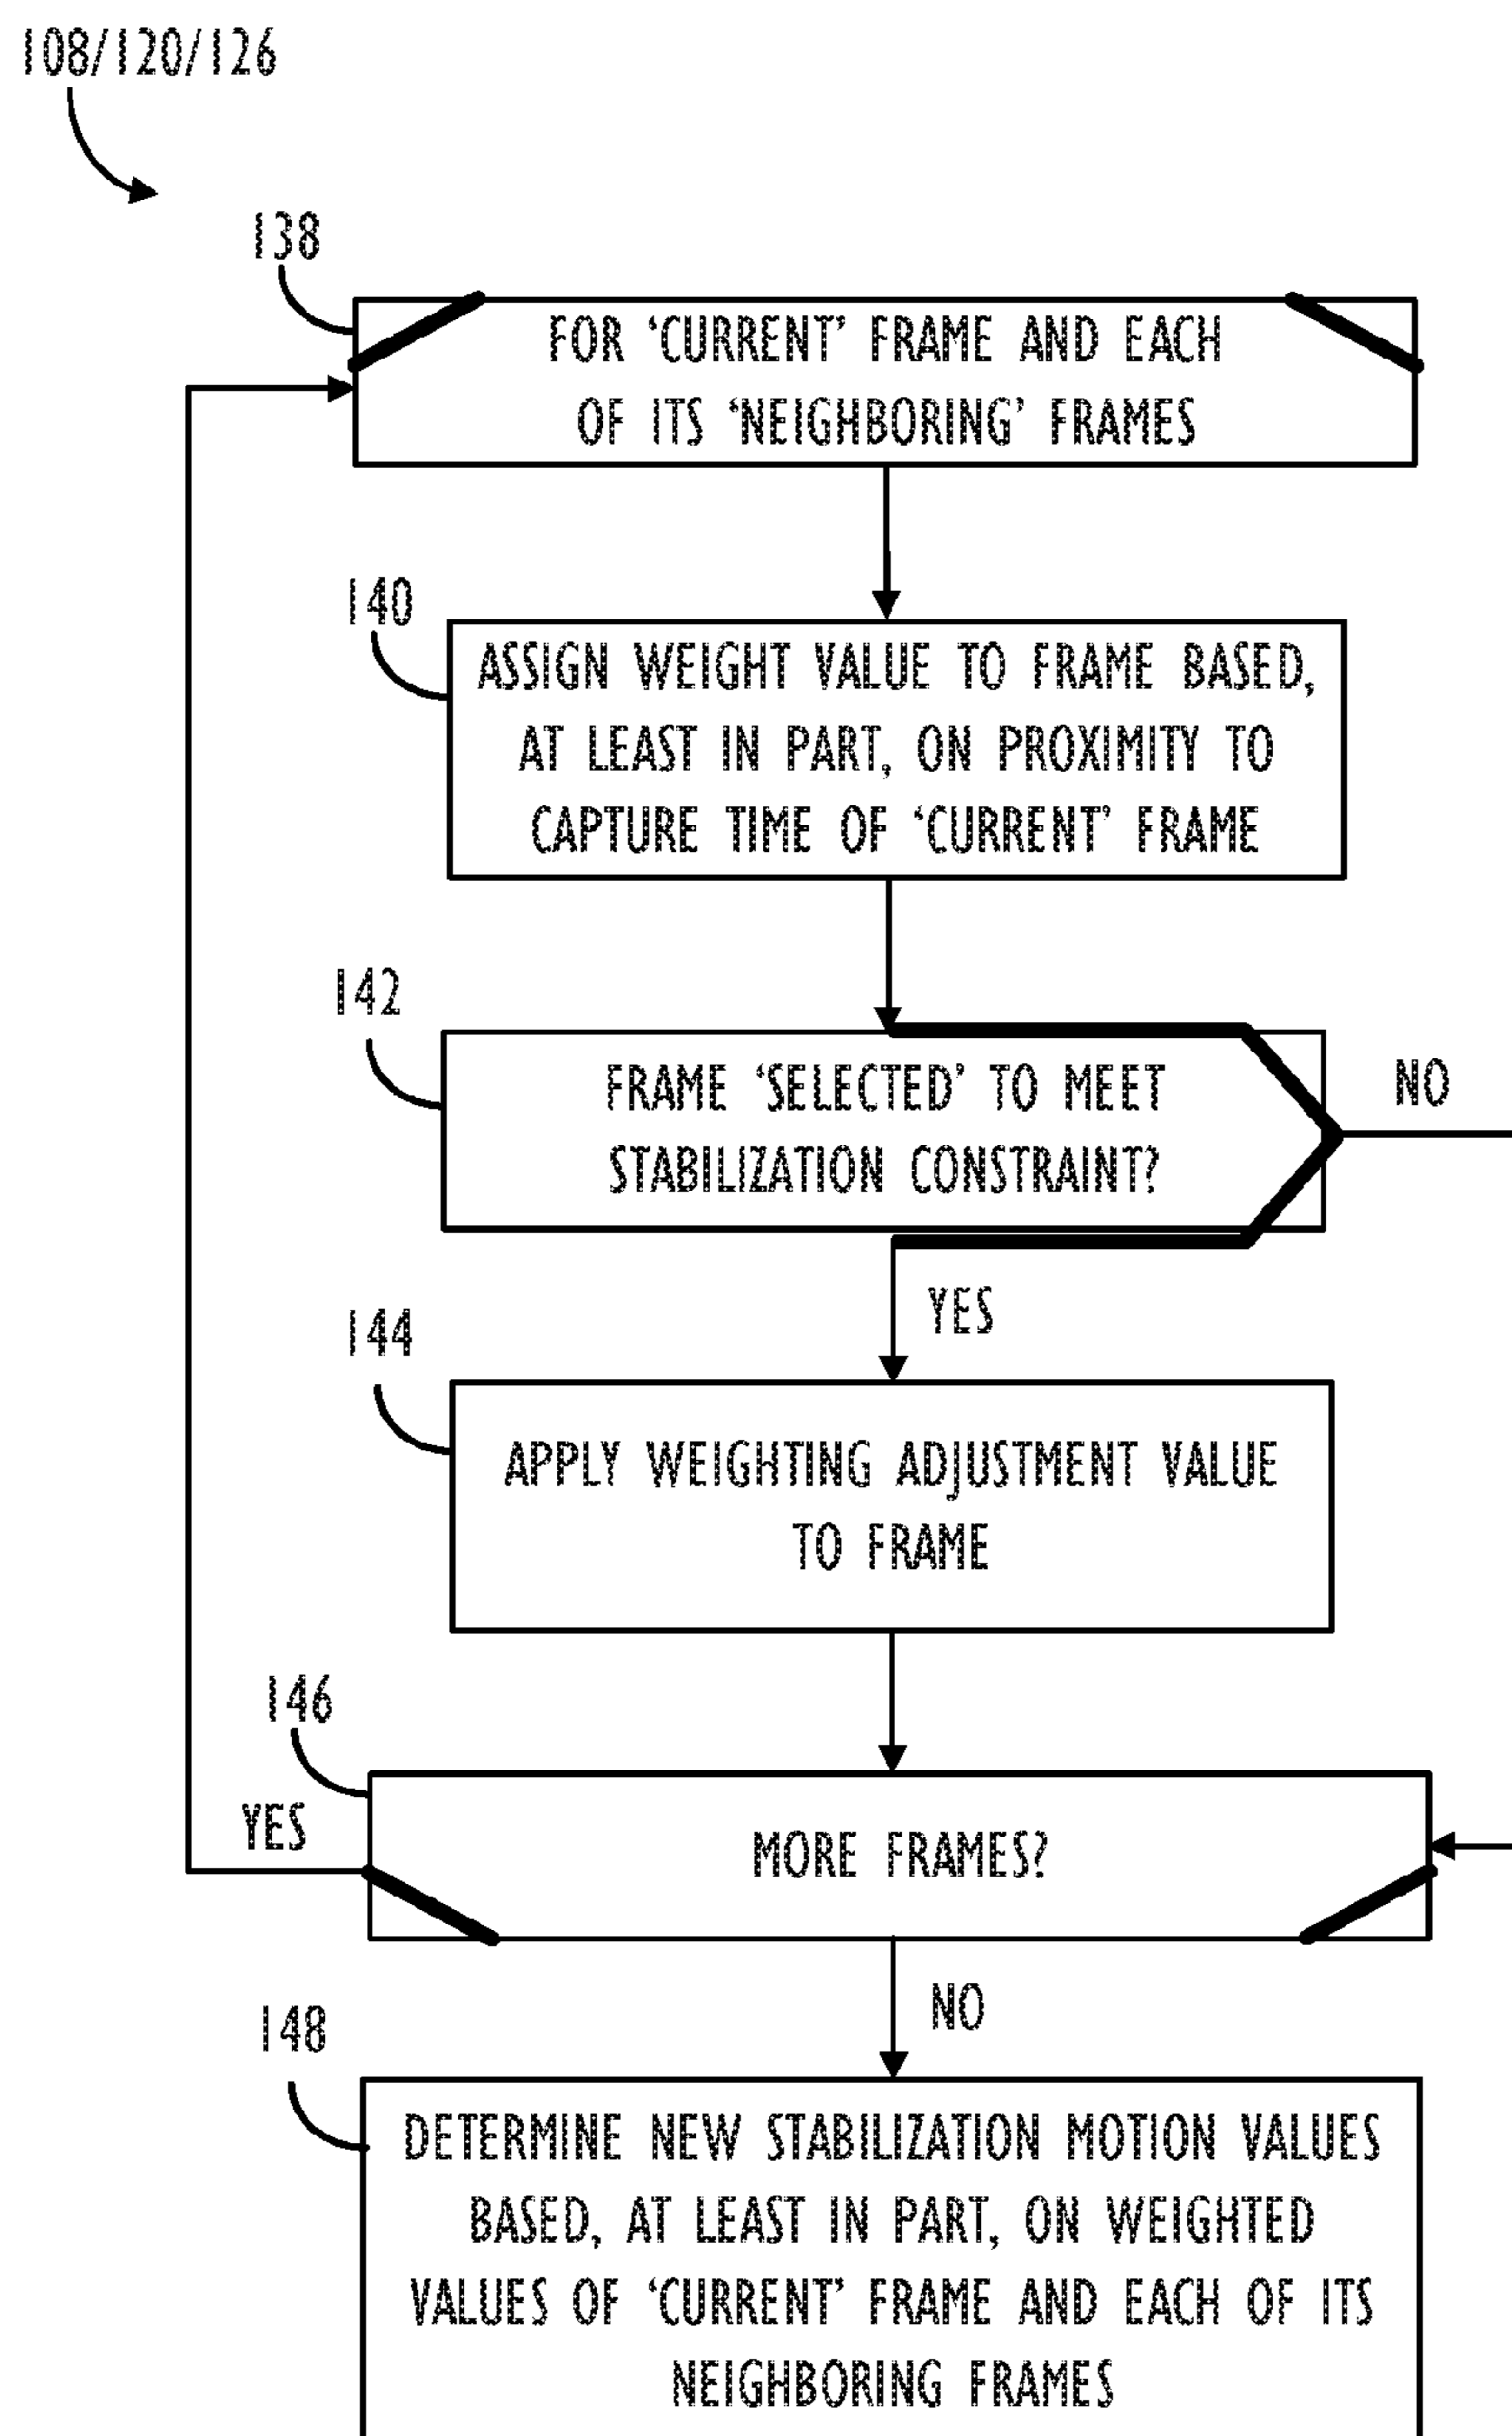 108/120/126
138
FOR ‘CURRENT’ FRAME AND EACH
OF ITS ‘NEIGHBORING’ FRAMES
140
ASSIGN WEIGHT VALUE TO FRAME BASED,
AT LEAST IN PART, ON PROXIMITY TO
CAPTURE TIME OF ‘CURRENT’ FRAME
142
FRAME ‘SELECTED’ TO MEET
STABILIZATION CONSTRAINT?
NO
YES
144
APPLY WEIGHTING ADJUSTMENT VALUE
TO FRAME
146
YES
MORE FRAMES?
NO
148
DETERMINE NEW STABILIZATION MOTION VALUES
BASED, AT LEAST IN PART, ON WEIGHTED
VALUES OF ‘CURRENT’ FRAME AND EACH OF ITS
NEIGHBORING FRAMES